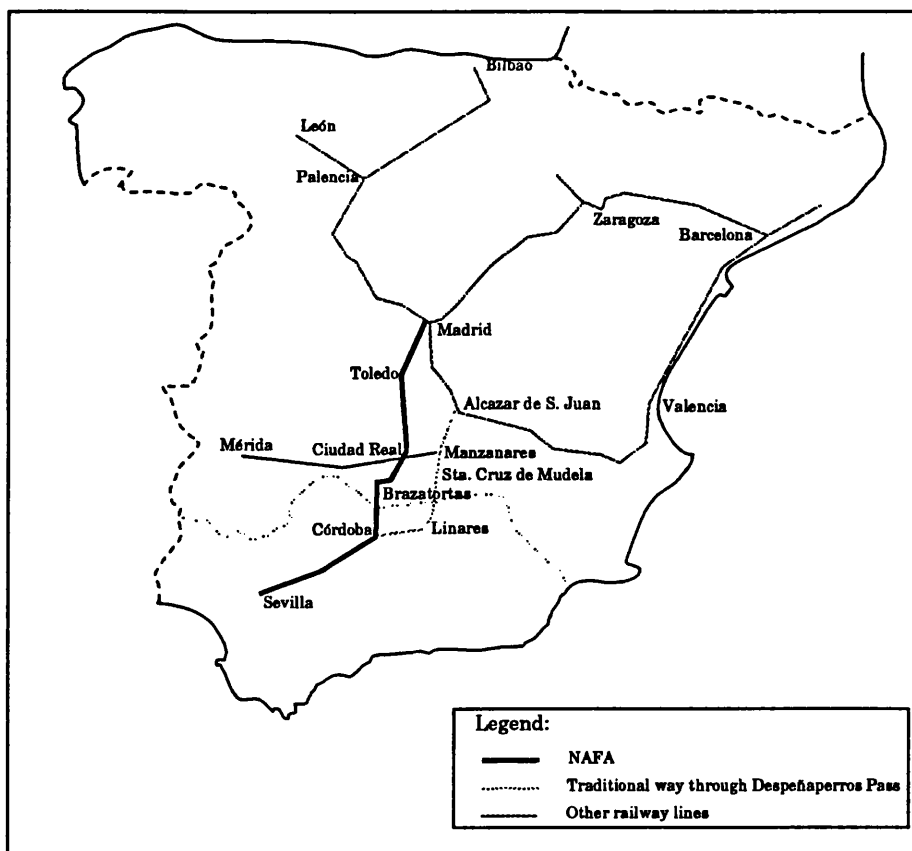 Bilbao
León
Palencia
Zaragoza
Barcelona
Madrid
Toledo
Alcazar de S. Juan
Valencia
Mérida
Ciudad Real
Manzanares
Sta. Cruz de Mudela
Brazatortas
Córdoba
Linares
Sevilla
Legend:
NAFA
Traditional way through Despeñaperros Pass
Other railway lines